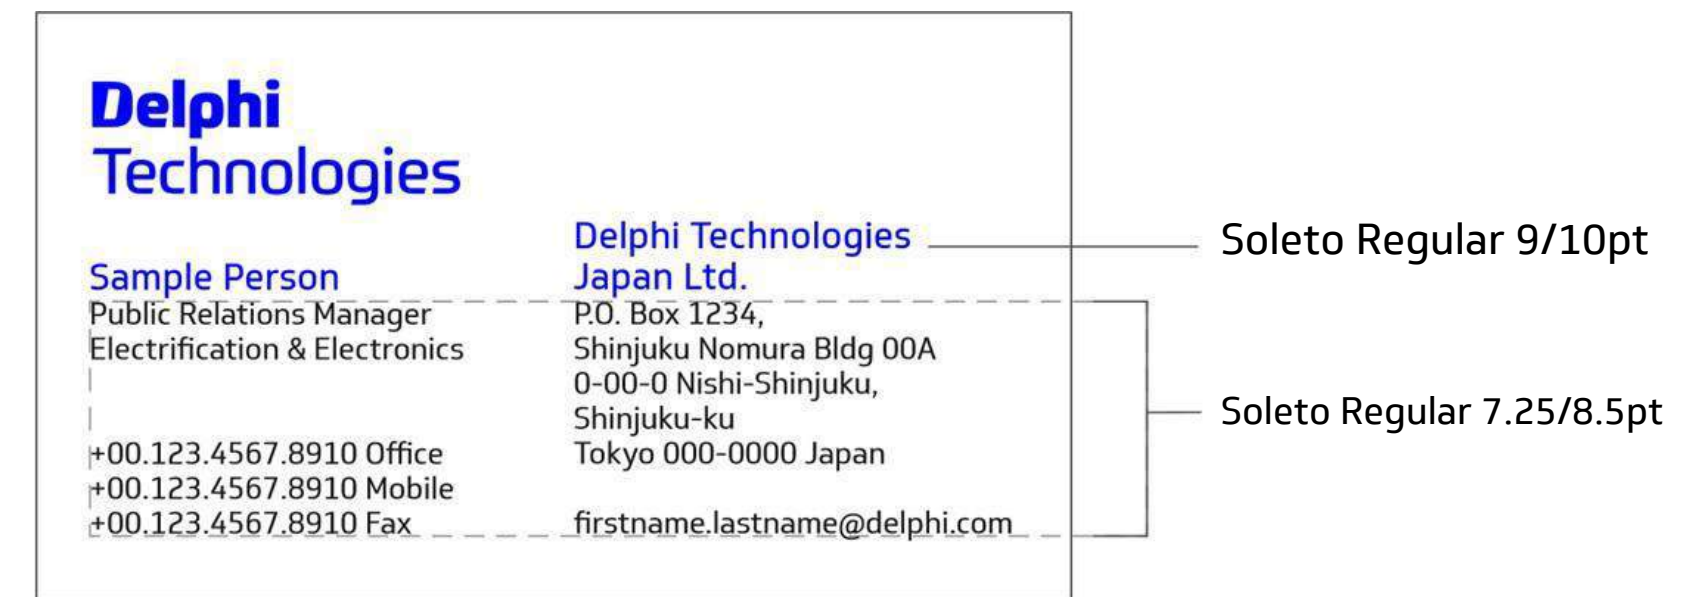 Delphi
Technologies
Sample Person
Public Relations Manager
Electrification & Electronics
+00.123.4567.8910 Office
+00.123.4567.8910 Mobile
+00.123.4567.8910 Fax
Delphi Technologies
Japan Ltd.
P.O. Box 1234,
Shinjuku Nomura Bldg 00A
0-00-0 Nishi-Shinjuku,
Shinjuku-ku
Tokyo 000-0000 Japan
firstname.lastname@delphi.com
Soleto Regular 9/10pt
Soleto Regular 7.25/8.5pt